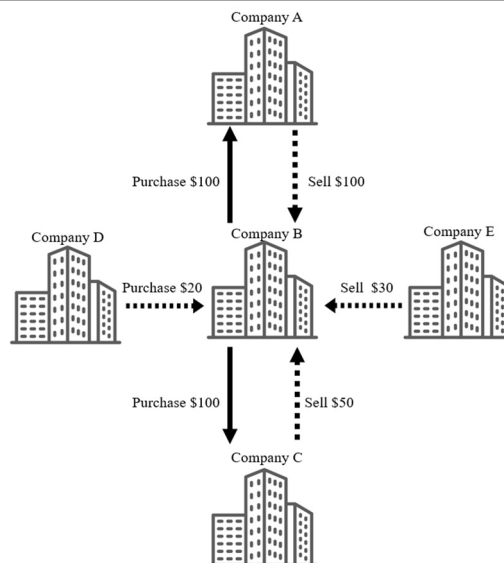 Company A
Purchase $100
Sell $100
Company B
Company D
Company E
Purchase $20
Sell $30
Purchase $100
Sell $50
Company C